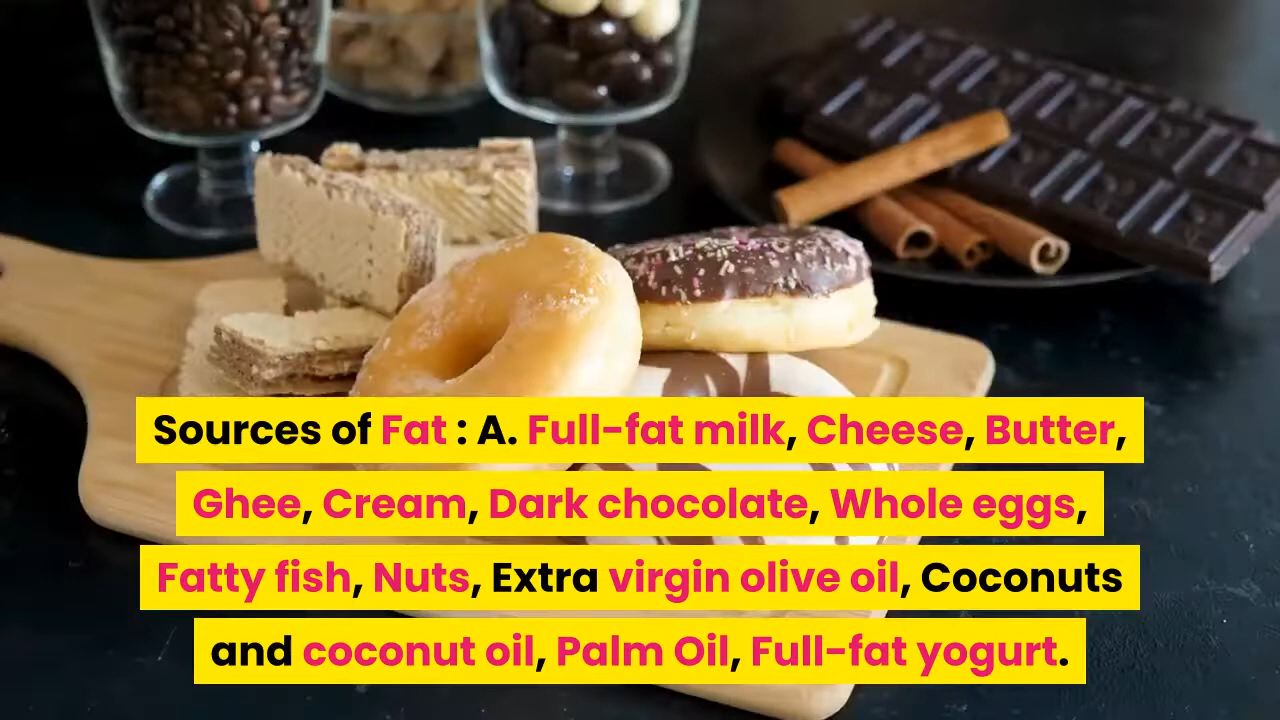 Sources of Fat : A. Full-fat milk, Cheese, Butter,
Ghee, Cream, Dark chocolate, Whole eggs,
Fatty fish, Nuts, Extra virgin olive oil, Coconuts
and coconut oil, Palm Oil, Full-fat yogurt.